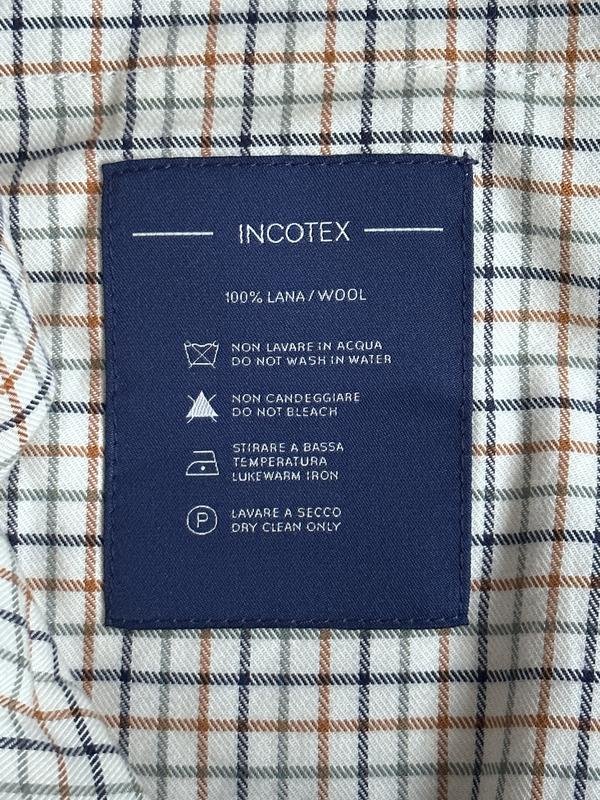 INCOTEX
100% LANA / WOOL
NON LAVARE IN ACQUA
DO NOT WASH IN WATER
NON CANDEGGIARE
DO NOT BLEACH
STIRARE A BASSA
TEMPERATURA
LUKEWARM IRON
P
LAVARE A SECCO
DRY CLEAN ONLY